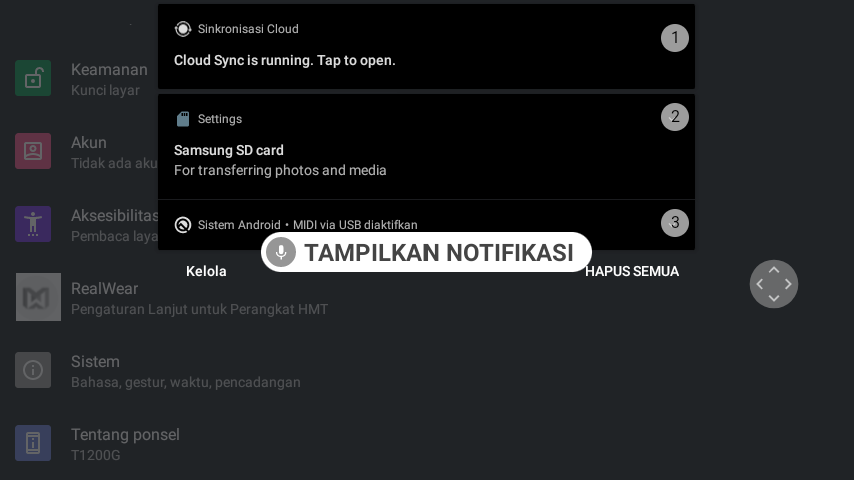 Sinkronisasi Cloud
1
Cloud Sync is running. Tap to open.
Settings
2
Samsung SD card
For transferring photos and media
Sistem Android • MIDI via USB diaktifkan
3
TAMPILKAN NOTIFIKASI
Kelola
HAPUS SEMUA
Keamanan
Kunci layar
Akun
Tidak ada aku
Aksesibilitas
Pembaca laya
RealWear
Pengaturan Lanjut untuk Perangkat HMT
Sistem
Bahasa, gestur, waktu, pencadangan
Tentang ponsel
T1200G